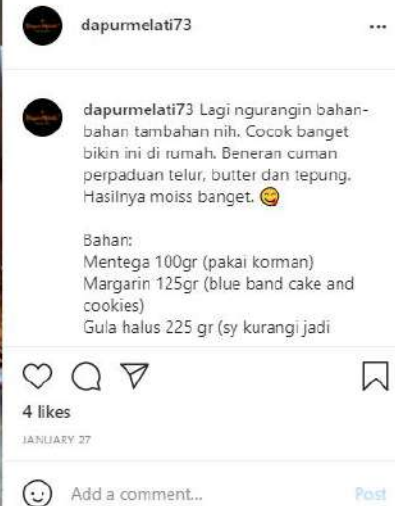 dapurmelati73
dapurmelati73 Lagi ngurangin bahan-
bahan tambahan nih. Cocok banget
bikin ini di rumah. Beneran cuman
perpaduan telur, butter dan tepung.
Hasilnya moiss banget. 😋
Bahan:
Mentega 100gr (pakai korman)
Margarin 125gr (blue band cake and
cookies)
Gula halus 225 gr (sy kurangi jadi
4 likes
JANUARY 27
Add a comment...
Post